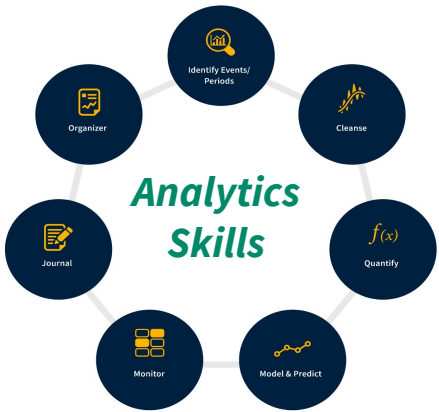 Identify Events/
Periods
Organizer
Cleanse
Analytics
Skills
f(x)
Journal
Quantify
Monitor
Model & Predict